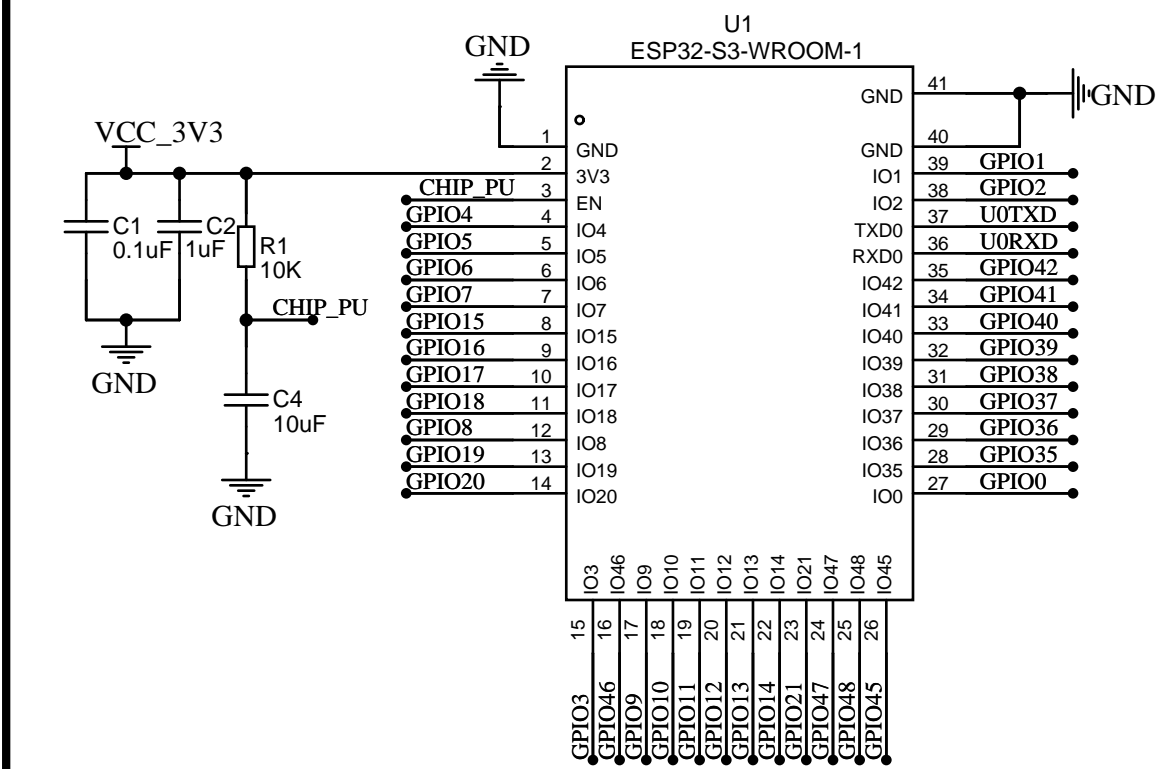 U1
ESP32-S3-WROOM-1
GND
41
GND
GND
VCC_3V3
1
GND
40
GND
2
3V3
39
GPIO1
IO1
CHIP_PU
3
EN
38
GPIO2
IO2
GPIO4
4
IO4
37
U0TXD
TXD0
GPIO5
5
IO5
36
U0RXD
RXD0
GPIO6
6
IO6
35
GPIO42
IO42
GPIO7
7
IO7
34
GPIO41
IO41
GPIO15
8
IO15
33
GPIO40
IO40
GPIO16
9
IO16
32
GPIO39
IO39
GPIO17
10
IO17
31
GPIO38
IO38
GPIO18
11
IO18
30
GPIO37
IO37
GPIO8
12
IO8
29
GPIO36
IO36
GPIO19
13
IO19
28
GPIO35
IO35
GPIO20
14
IO20
27
GPIO0
IO0
C1
0.1uF
C2
1uF
R1
10K
CHIP_PU
GND
C4
10uF
GND
IO3
IO46
IO9
IO10
IO11
IO12
IO13
IO14
IO21
IO47
IO48
IO45
15
16
17
18
19
20
21
22
23
24
25
26
GPIO3
GPIO46
GPIO9
GPIO10
GPIO11
GPIO12
GPIO13
GPIO14
GPIO21
GPIO47
GPIO48
GPIO45